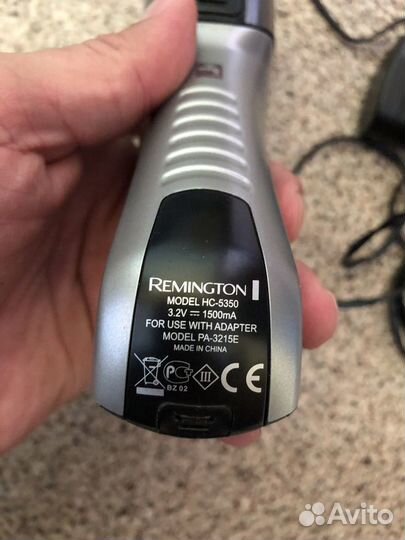 REMINGTON
MODEL HC-5350
3.2V ⎓ 1500mA
FOR USE WITH ADAPTER
MODEL PA-3215E
MADE IN CHINA
III
CE
BZ 02
Avito